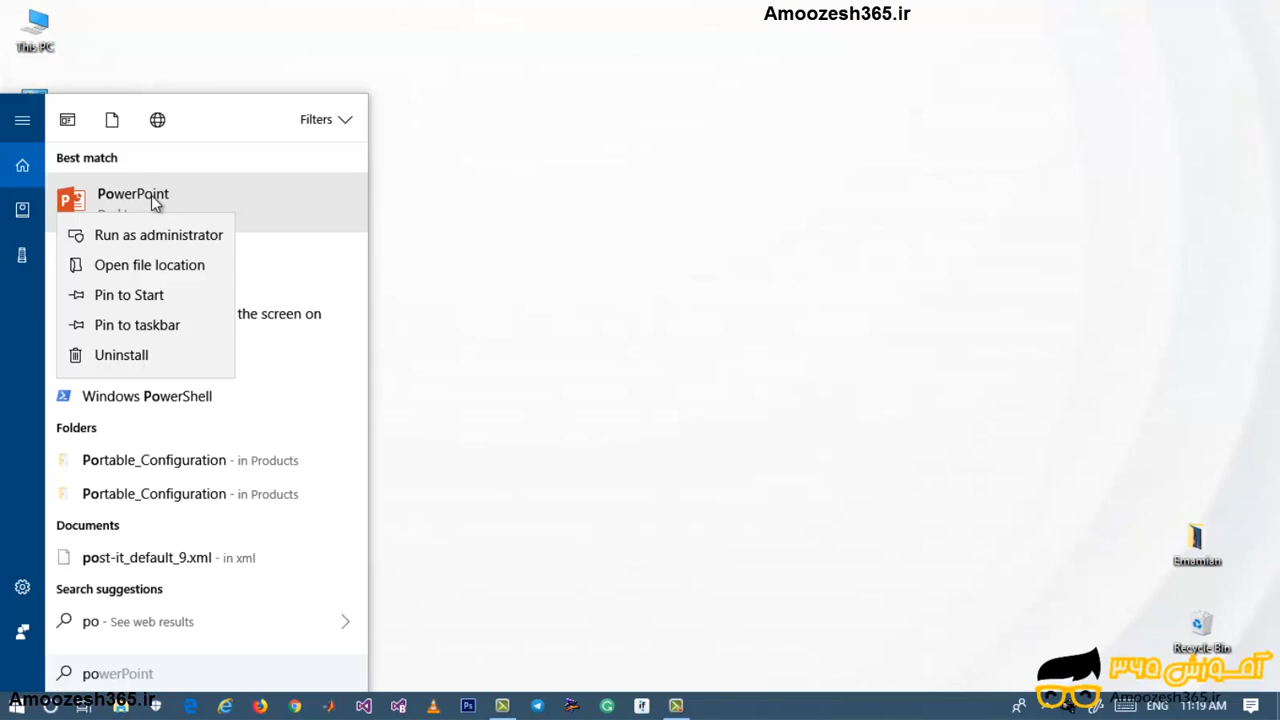 Amoozesh365.ir
This PC
Filters
Best match
PowerPoint
Run as administrator
Open file location
Pin to Start
Pin to taskbar
Uninstall
the screen on
Windows PowerShell
Folders
Portable_Configuration - in Products
Portable_Configuration - in Products
Documents
post-it_default_9.xml - in xml
Search suggestions
po - See web results
powerPoint
Emamian
Recycle Bin
آموزش ۳۶۵
Amoozesh365.ir
Amoozesh365.ir
ENG 11:19 AM